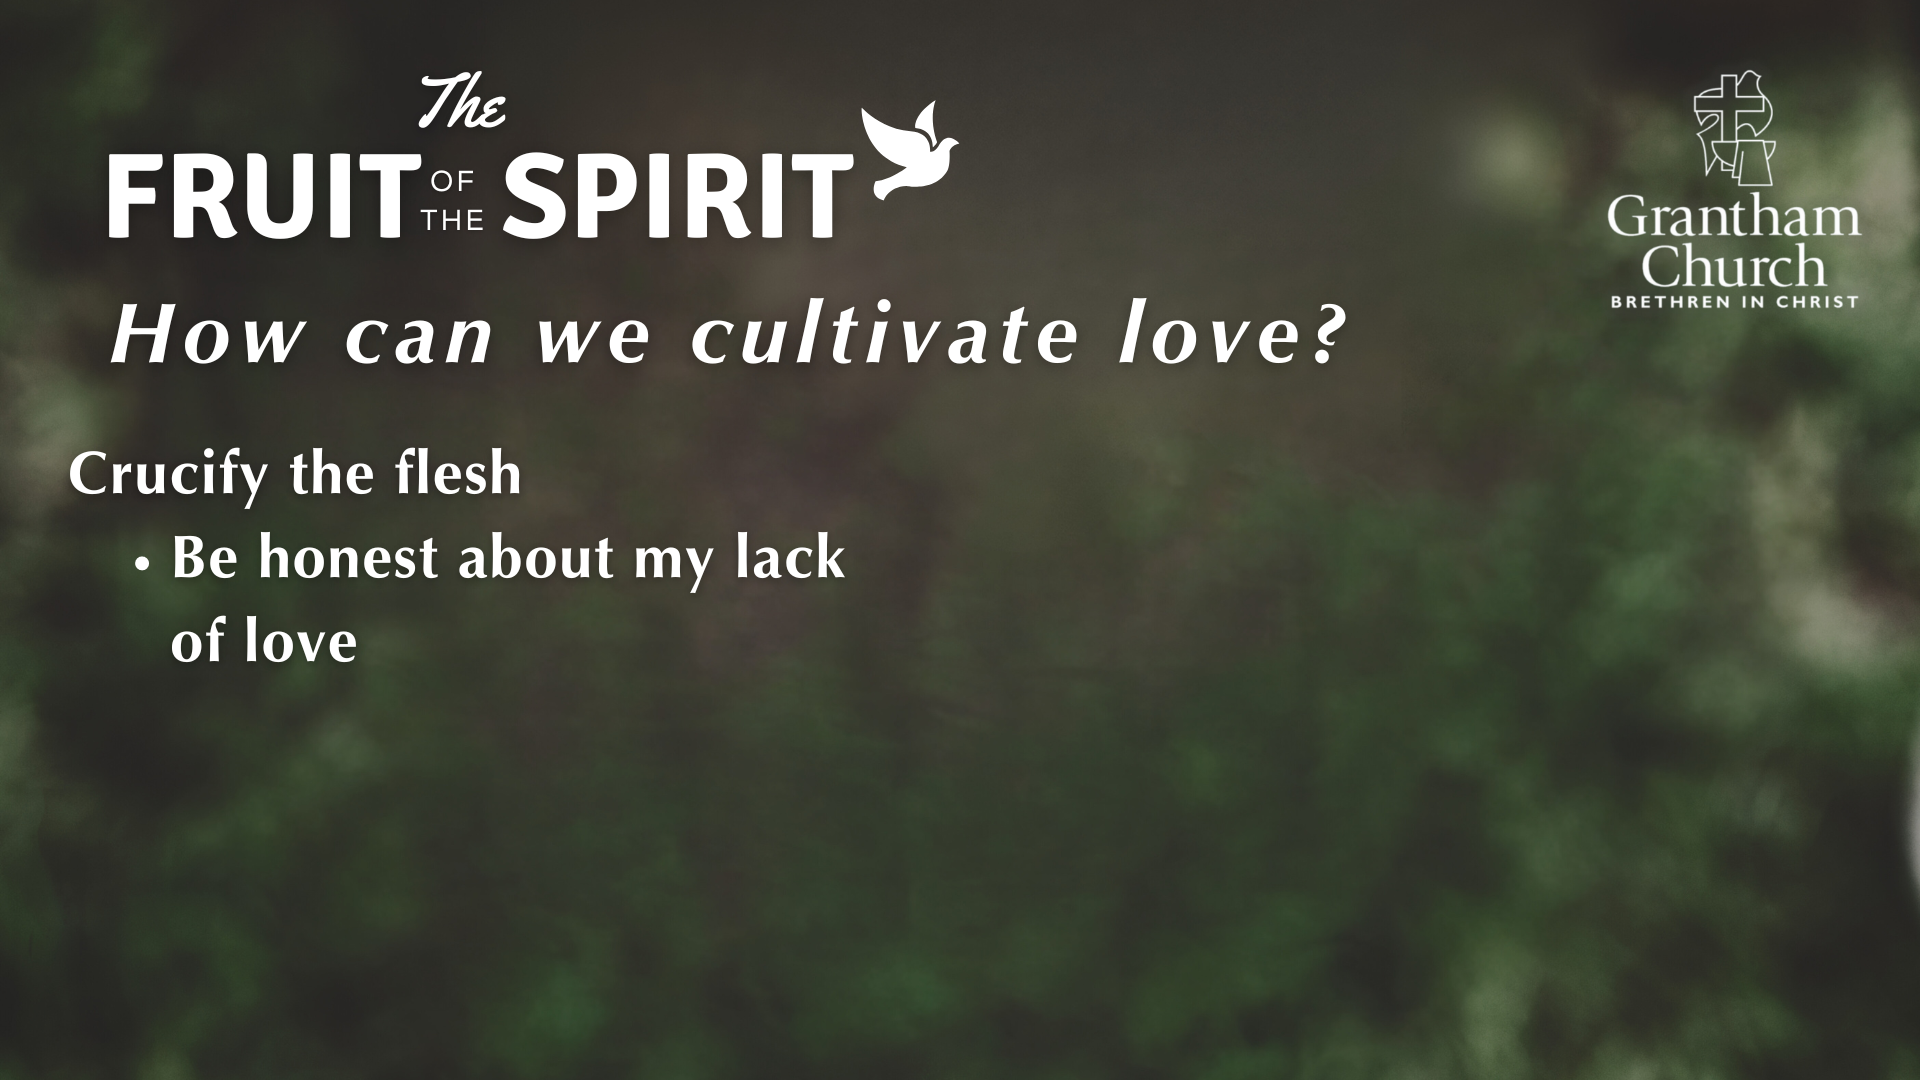 The
FRUIT OF THE SPIRIT
Grantham
Church
BRETHREN IN CHRIST
How can we cultivate love?
Crucify the flesh
• Be honest about my lack
of love